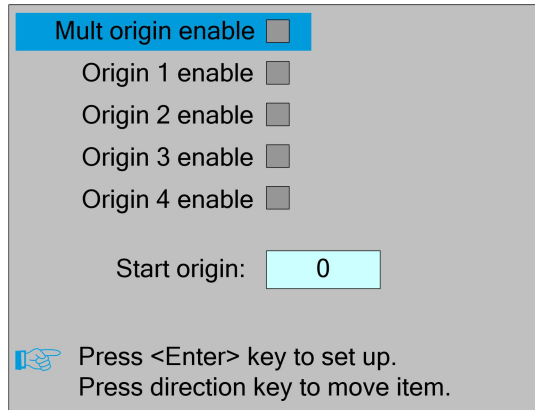 Mult origin enable
Origin 1 enable
Origin 2 enable
Origin 3 enable
Origin 4 enable
Start origin: 0
Press <Enter> key to set up.
Press direction key to move item.